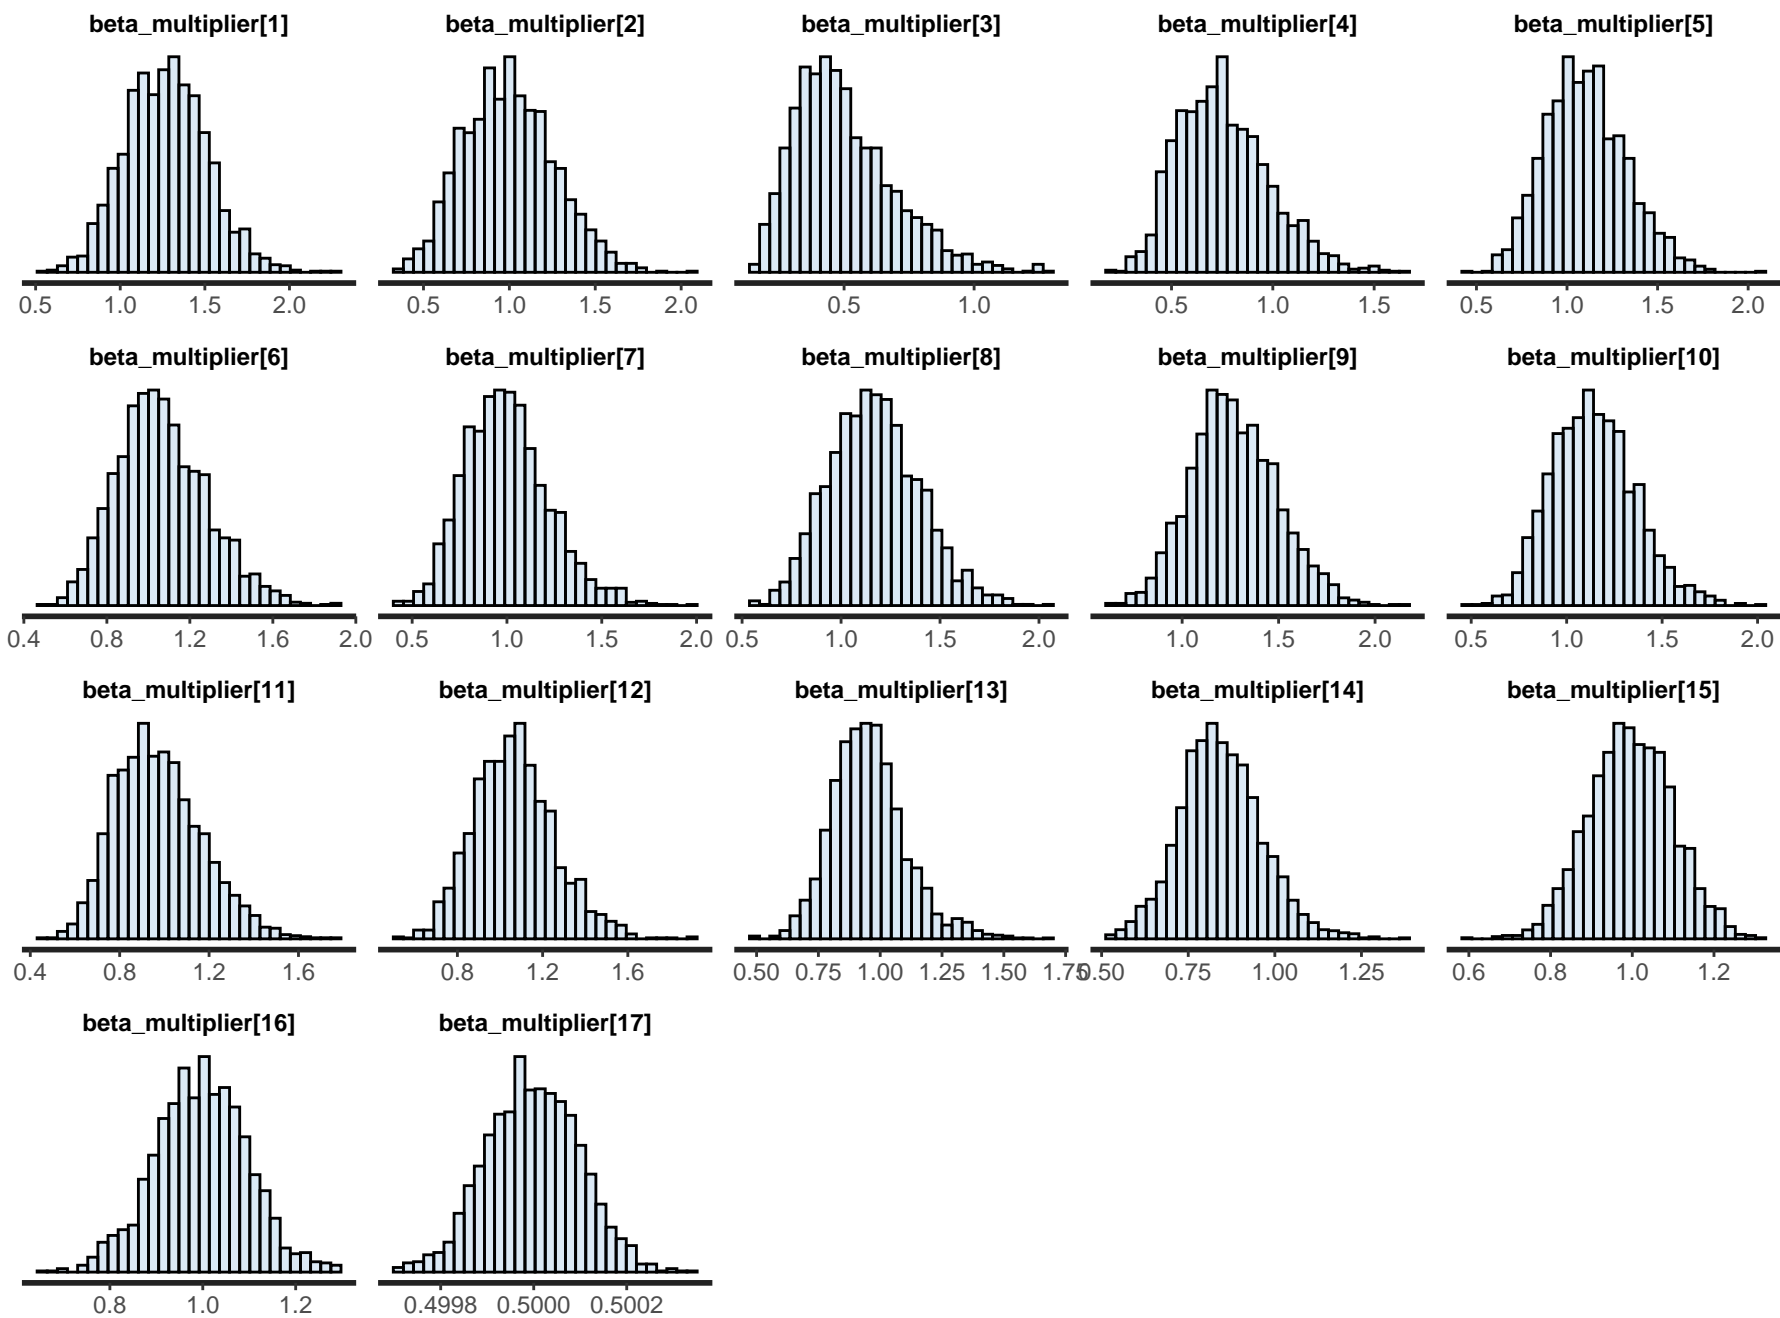 beta_multiplier[1] beta_multiplier[2] beta_multiplier[3] beta_multiplier[4] beta_multiplier[5]
0.5 1.0 1.5 2.0 0.5 1.0 1.5 2.0 0.5 1.0 0.5 1.0 1.5 0.5 1.0 1.5 2.0
beta_multiplier[6] beta_multiplier[7] beta_multiplier[8] beta_multiplier[9] beta_multiplier[10]
0.4 0.8 1.2 1.6 2.0 0.5 1.0 1.5 2.0 0.5 1.0 1.5 2.0 1.0 1.5 2.0 0.5 1.0 1.5 2.0
beta_multiplier[11] beta_multiplier[12] beta_multiplier[13] beta_multiplier[14] beta_multiplier[15]
0.4 0.8 1.2 1.6 0.8 1.2 1.6 0.50 0.75 1.00 1.25 1.50 1.75 0.50 0.75 1.00 1.25 0.6 0.8 1.0 1.2
beta_multiplier[16] beta_multiplier[17]
0.8 1.0 1.2 0.4998 0.5000 0.5002